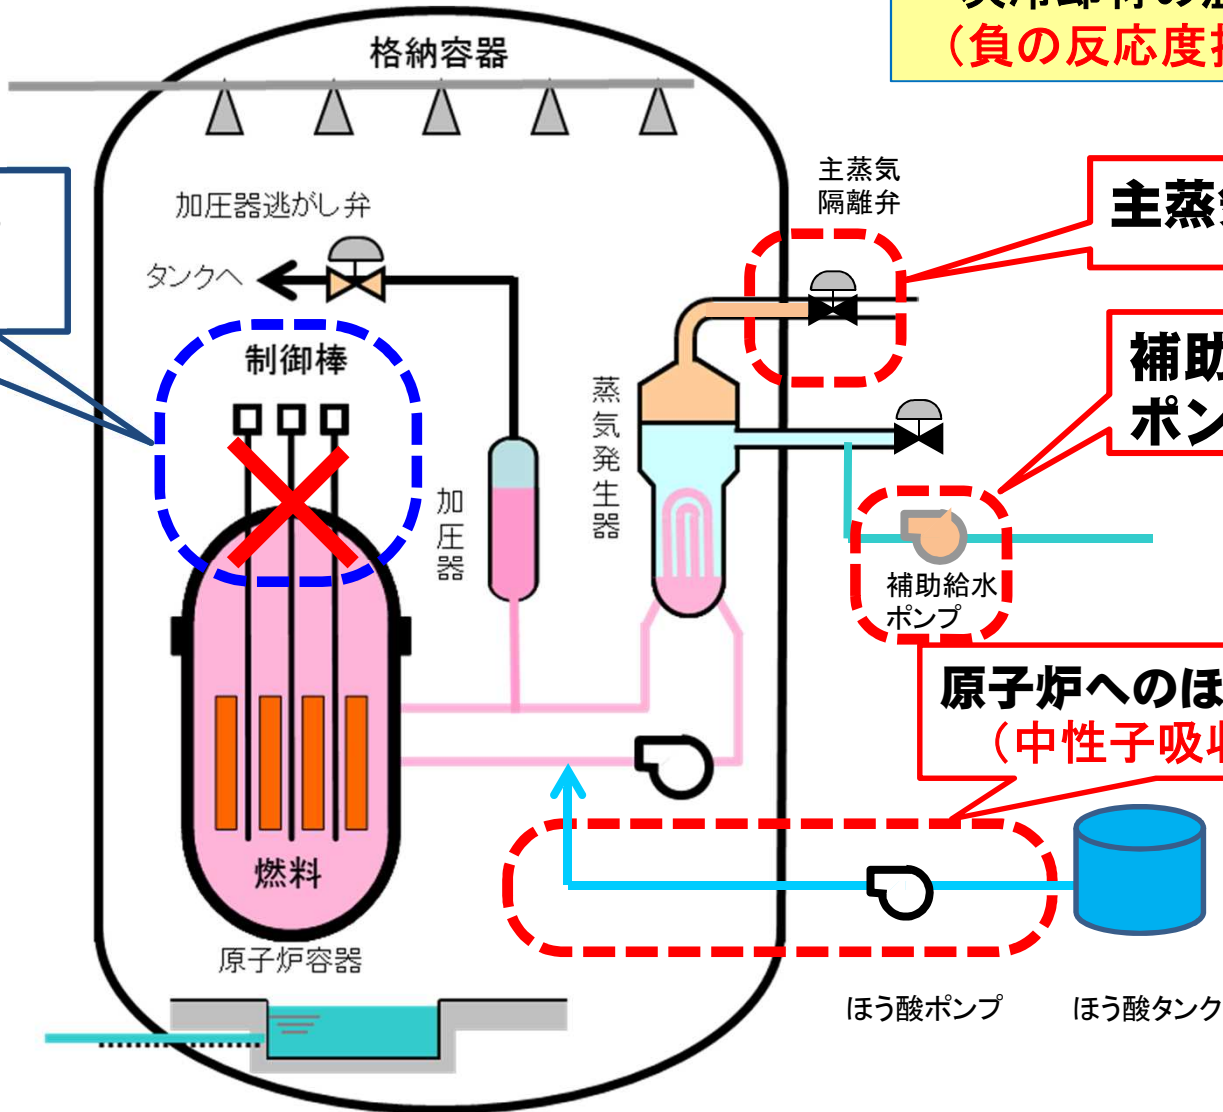 （負の反応度
格納容器
主蒸気
隔離弁
主蒸
加圧器逃がし弁
タンクへ
制御棒
補助
ポン
蒸気発生器
加圧器
補助給水
ポンプ
原子炉へのほ
（中性子吸
燃料
原子炉容器
ほう酸ポンプ
ほう酸タンク